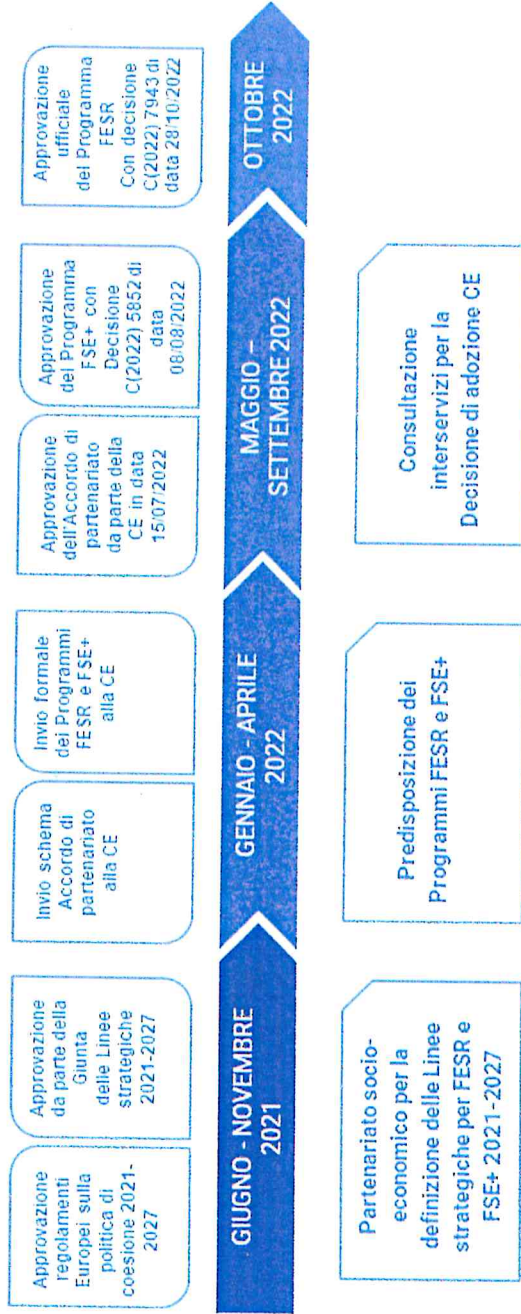 Approvazione
regolamenti
Europei sulla
politica di
coesione 2021-
2027
Approvazione
da parte della
Giunta
delle Linee
strategiche
2021-2027
Invio schema
Accordo di
partenariato
alla CE
Invio formale
dei Programmi
FESR e FSE+
alla CE
Approvazione
dell'Accordo di
partenariato
da parte della
CE in data
15/07/2022
Approvazione
del Programma
FSE+ con
Decisione
C(2022) 5852 di
data
08/08/2022
Approvazione
ufficiale
del Programma
FESR
Con decisione
C(2022) 7943 di
data 28/10/2022
GIUGNO - NOVEMBRE
2021
GENNAIO - APRILE
2022
MAGGIO –
SETTEMBRE 2022
OTTOBRE
2022
Partenariato socio-
economico per la
definizione delle Linee
strategiche per FESR e
FSE+ 2021-2027
Predisposizione dei
Programmi FESR e FSE+
Consultazione
interservizi per la
Decisione di adozione CE